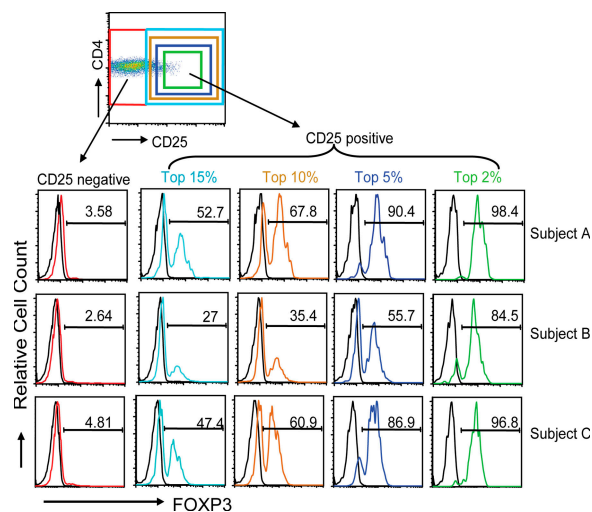 CD4
CD25
CD25 positive
CD25 negative Top 15% Top 10% Top 5% Top 2%
3.58 52.7 67.8 90.4 98.4 Subject A
2.64 27 35.4 55.7 84.5 Subject B
4.81 47.4 60.9 86.9 96.8 Subject C
Relative Cell Count
FOXP3